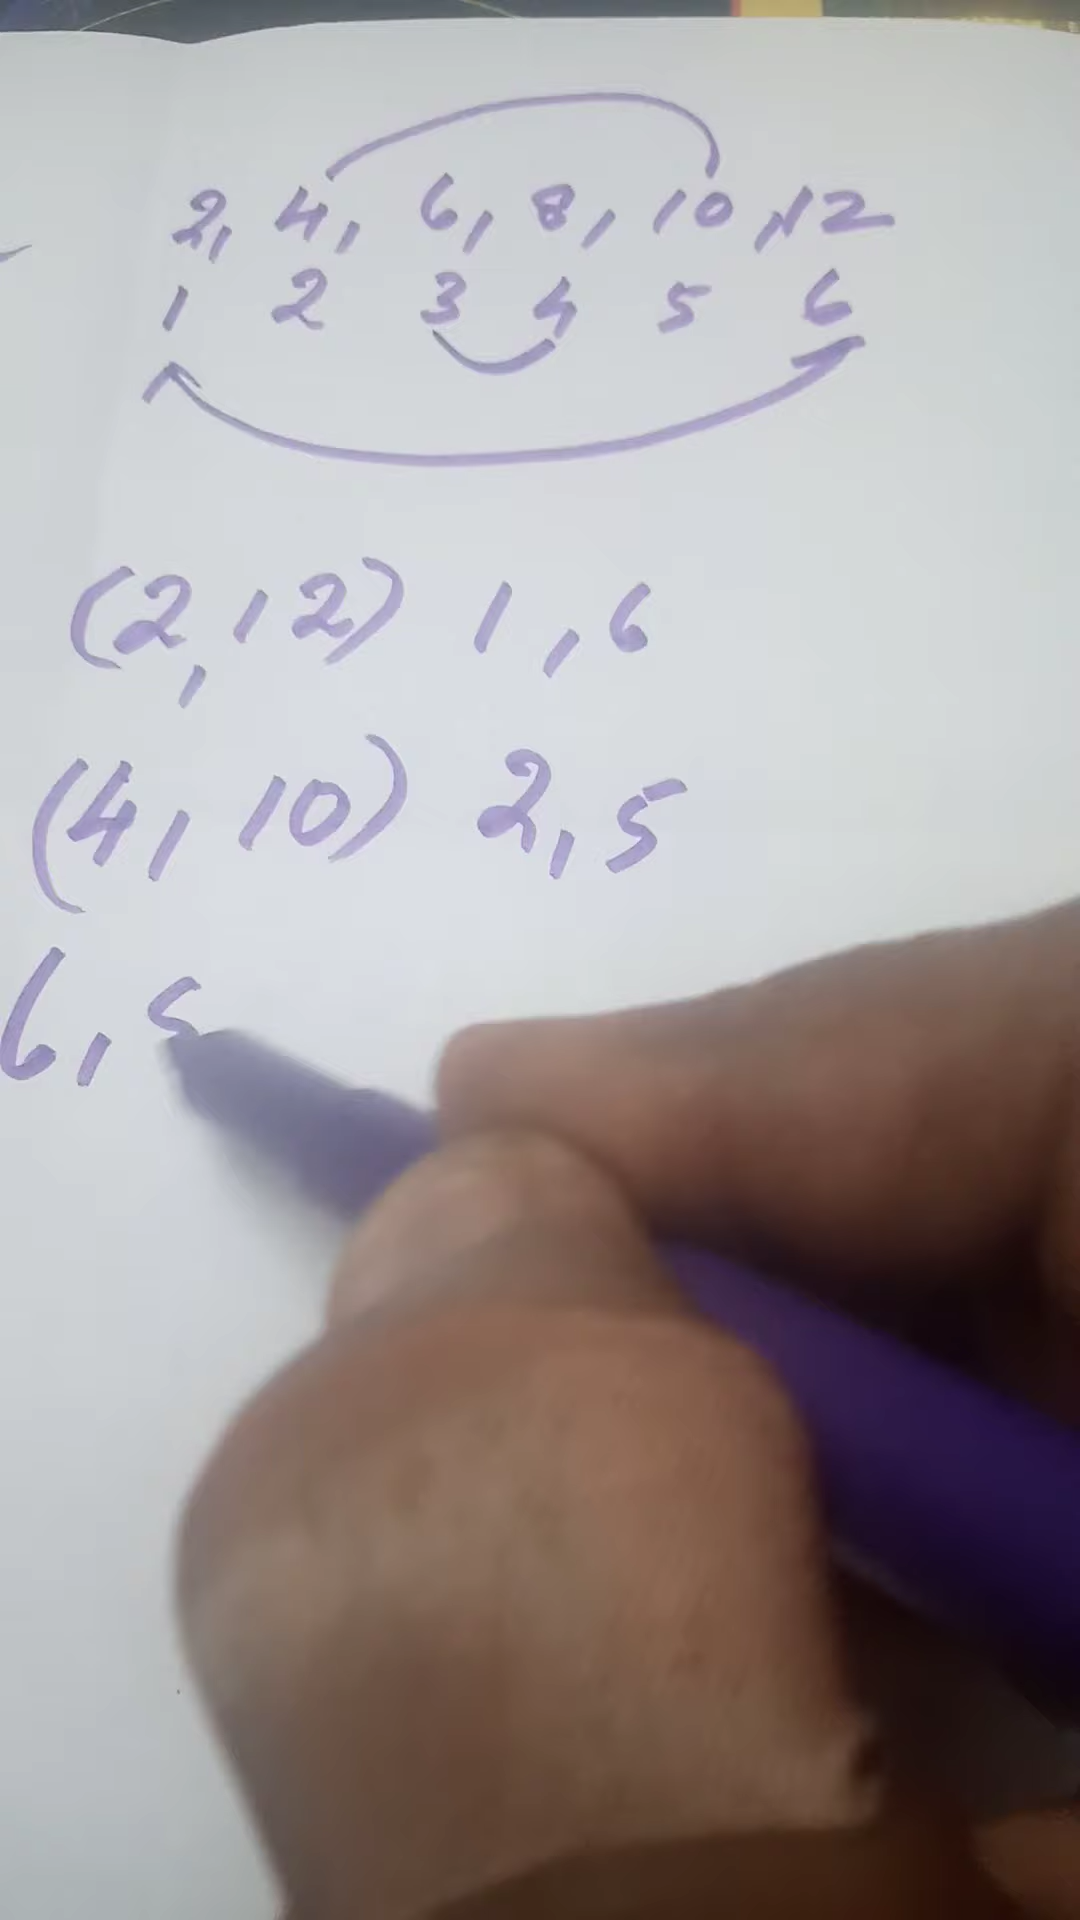 2, 4, 6, 8, 10, 12
1 2 3 4 5 6
(2, 12) 1, 6
(4, 10) 2, 5
6,